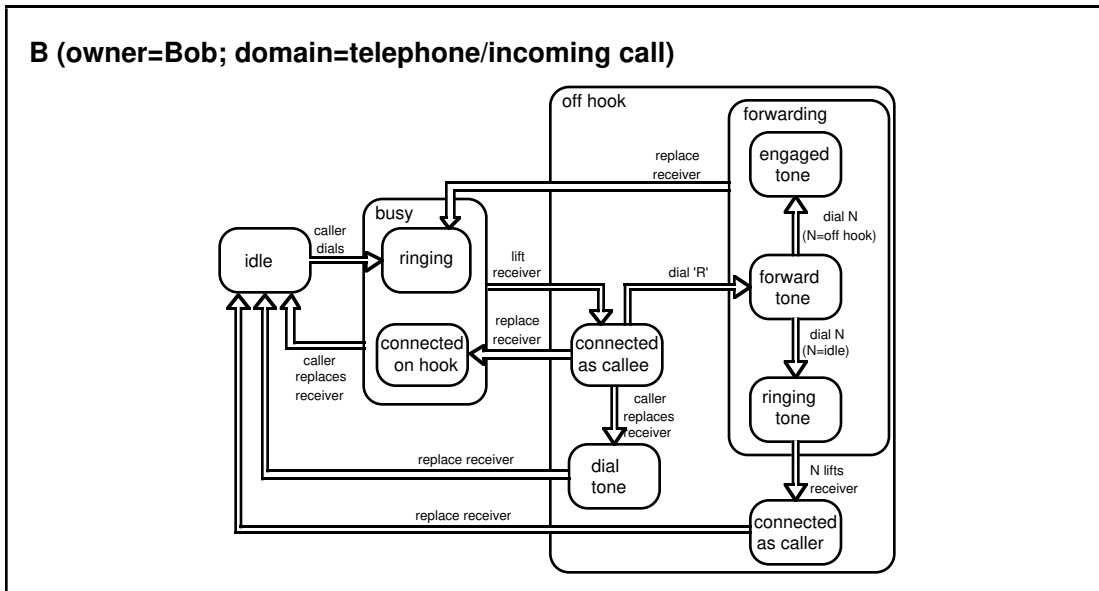 B (owner=Bob; domain=telephone/incoming call)
off hook
forwarding
engaged
tone
replace
receiver
dial N
(N=off hook)
busy
caller
dials
idle
ringing
lift
receiver
dial 'R'
forward
tone
replace
receiver
connected
on hook
connected
as callee
dial N
(N=idle)
caller
replaces
receiver
caller
replaces
receiver
ringing
tone
replace receiver
dial
tone
N lifts
receiver
replace receiver
connected
as caller